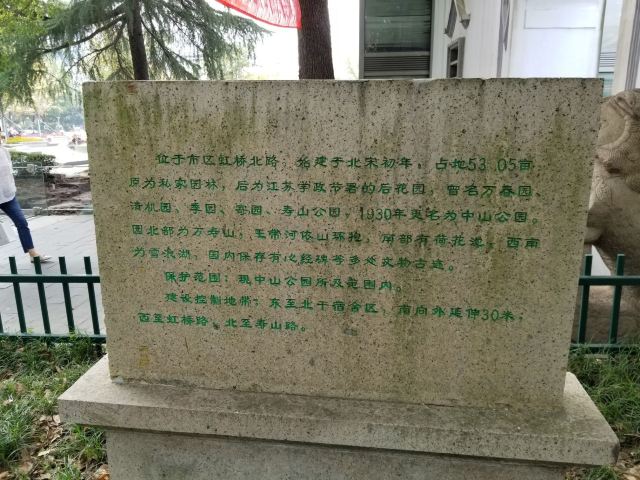 位于市区虹桥北路，始建于北宋初年，占地53.05亩
原为私家园林，后为江苏学政节署的后花园，曾名万春园、
清机园、季园、寄园、寿山公园，1930年更名为中山公园。
园北部为万寿山，玉带河依山环抱，南部有荷花池，西南
为雪浪湖，园内保存有心经碑等多处文物古迹。
保护范围：现中山公园所及范围内。
建设控制地带：东至北干宿舍区，南向外延伸30米，
西至虹桥路，北至寿山路。